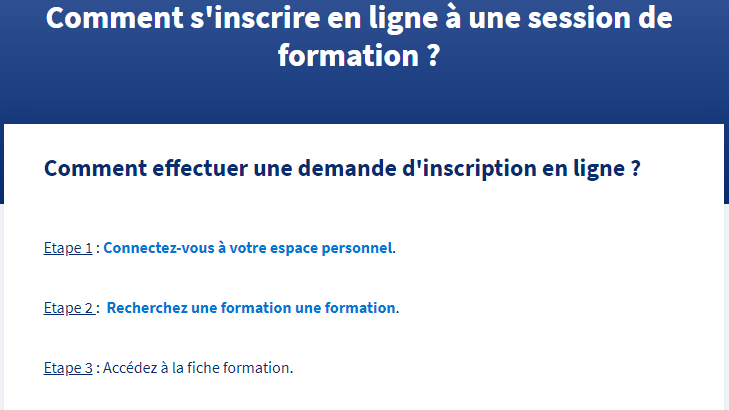 Comment s'inscrire en ligne à une session de
formation ?
Comment effectuer une demande d'inscription en ligne ?
Etape 1 : Connectez-vous à votre espace personnel.
Etape 2 : Recherchez une formation une formation.
Etape 3 : Accédez à la fiche formation.